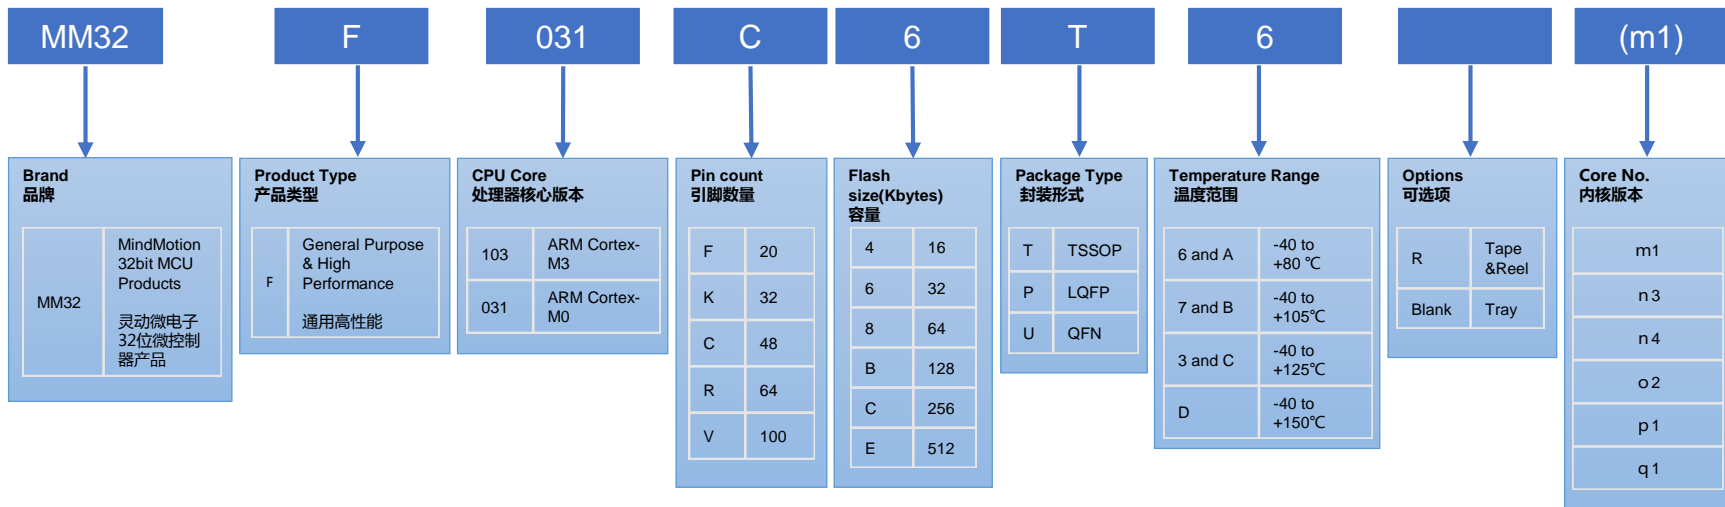 MM32
F
031
C
6
T
6
(m1)
Brand
品牌
MM32
MindMotion
32bit MCU
Products
灵动微电子
32位微控制
器产品
Product Type
产品类型
F
General Purpose
& High
Performance
通用高性能
CPU Core
处理器核心版本
103
ARM Cortex-
M3
031
ARM Cortex-
M0
Pin count
引脚数量
F 20
K 32
C 48
R 64
V 100
Flash
size(Kbytes)
容量
4 16
6 32
8 64
B 128
C 256
E 512
Package Type
封装形式
T TSSOP
P LQFP
U QFN
Temperature Range
温度范围
6 and A
-40 to
+80 ℃
7 and B
-40 to
+105℃
3 and C
-40 to
+125℃
D
-40 to
+150℃
Options
可选项
R
Tape
&Reel
Blank Tray
Core No.
内核版本
m1
n3
n4
o2
p1
q1